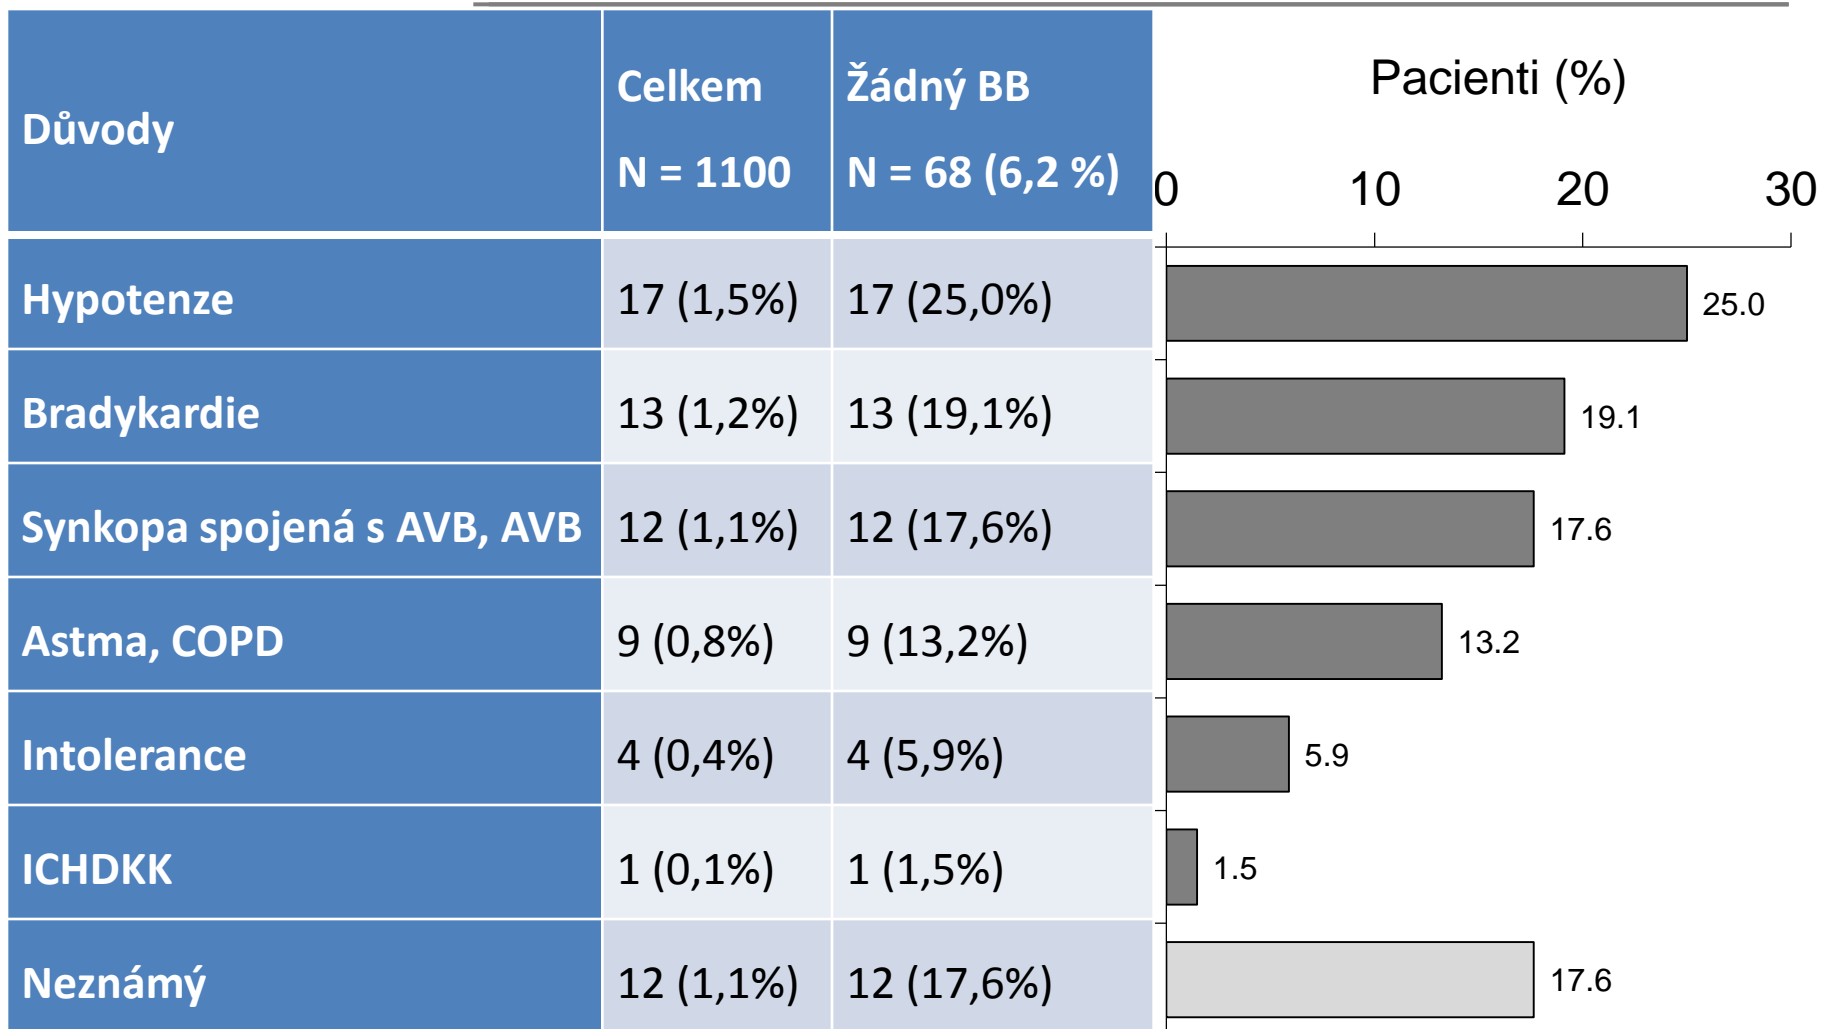 Důvody
Celkem
N = 1100
Žádný BB
N = 68 (6,2 %)
Pacienti (%)
0 10 20 30
Hypotenze 17 (1,5%) 17 (25,0%) 25.0
Bradykardie 13 (1,2%) 13 (19,1%) 19.1
Synkopa spojená s AVB, AVB 12 (1,1%) 12 (17,6%) 17.6
Astma, COPD 9 (0,8%) 9 (13,2%) 13.2
Intolerance 4 (0,4%) 4 (5,9%) 5.9
ICHDKK 1 (0,1%) 1 (1,5%) 1.5
Neznámý 12 (1,1%) 12 (17,6%) 17.6